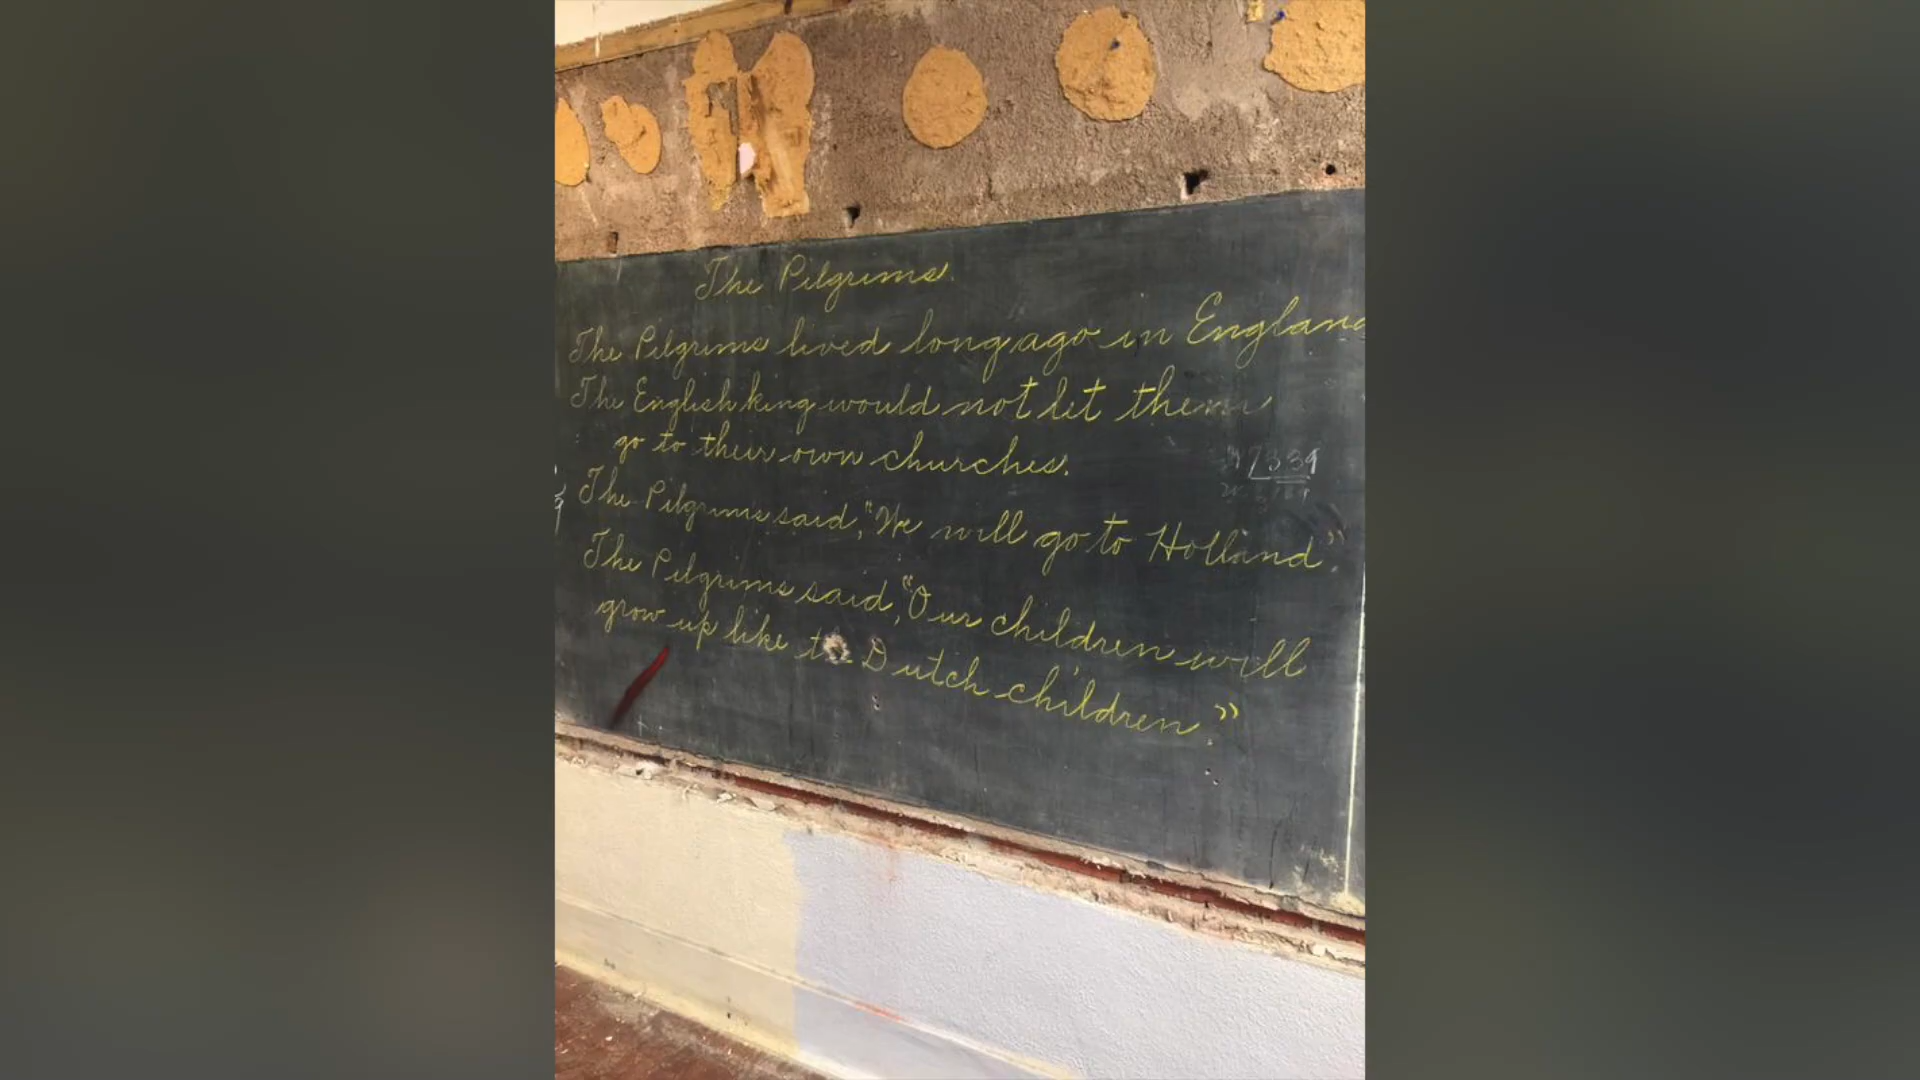 The Pilgrims.
The Pilgrims lived long ago in England
The English king would not let them
go to their own churches.
The Pilgrims said, "We will go to Holland."
The Pilgrims said, "Our children will
grow up like the Dutch children."